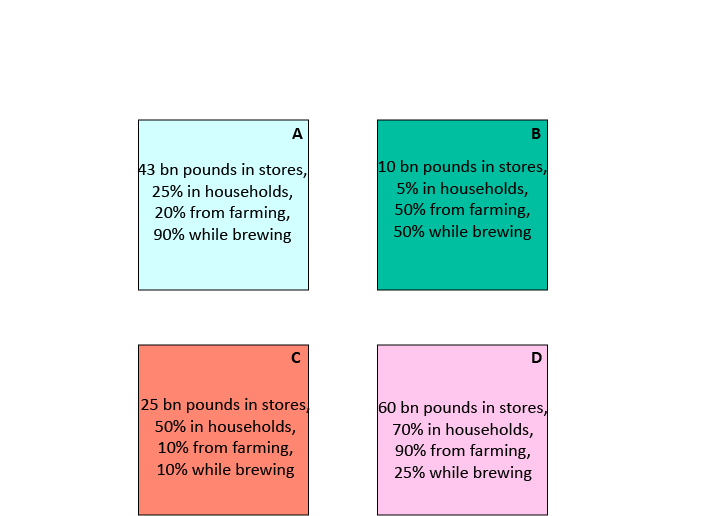 A
43 bn pounds in stores,
25% in households,
20% from farming,
90% while brewing
B
10 bn pounds in stores,
5% in households,
50% from farming,
50% while brewing
C
25 bn pounds in stores,
50% in households,
10% from farming,
10% while brewing
D
60 bn pounds in stores,
70% in households,
90% from farming,
25% while brewing